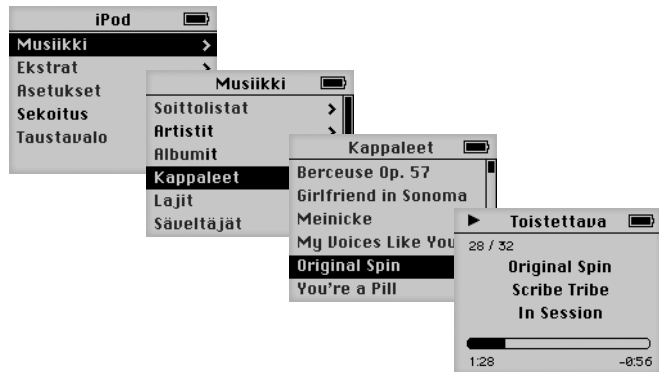 iPod
Musiikki >
Ekstrat >
Asetukset
Sekoitus
Taustavalo
Musiikki
Soittolistat >
Artistit >
Albumit
Kappaleet
Lajit
Säveltäjät
Kappaleet
Berceuse Op. 57
Girlfriend in Sonoma
Meinicke
My Voices Like You
Original Spin
You're a Pill
Toistettava
28 / 32
Original Spin
Scribe Tribe
In Session
1:28 -0:56